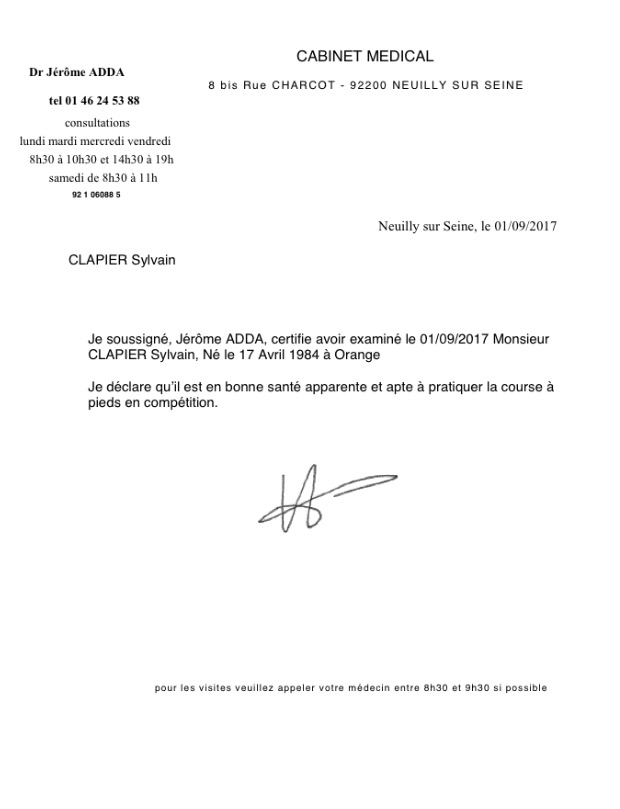 CABINET MEDICAL
Dr Jérôme ADDA
8 bis Rue CHARCOT - 92200 NEUILLY SUR SEINE
tel 01 46 24 53 88
consultations
lundi mardi mercredi vendredi
8h30 à 10h30 et 14h30 à 19h
samedi de 8h30 à 11h
92 1 06088 5
Neuilly sur Seine, le 01/09/2017
CLAPIER Sylvain
Je soussigné, Jérôme ADDA, certifie avoir examiné le 01/09/2017 Monsieur
CLAPIER Sylvain, Né le 17 Avril 1984 à Orange
Je déclare qu'il est en bonne santé apparente et apte à pratiquer la course à
pieds en compétition.
pour les visites veuillez appeler votre médecin entre 8h30 et 9h30 si possible